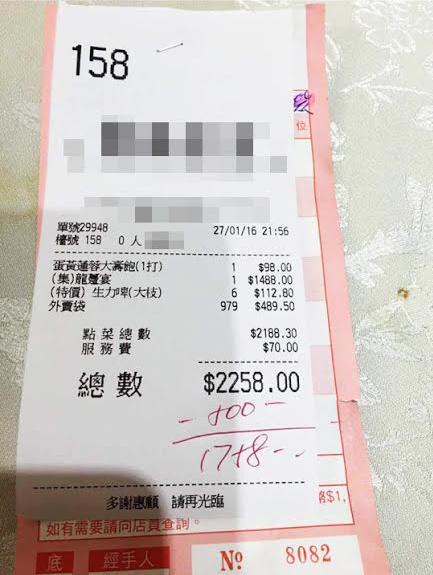 158
位
單號29948
27/01/16 21:56
檯號 158 0 人
蛋黃蓮蓉大壽飽(1打) 1 $98.00
(集)龍躉宴 1 $1488.00
(特價) 生力啤(大枝) 6 $112.80
外賣袋 979 $489.50
點菜總數 $2188.30
服務費 $70.00
總數 $2258.00
- 500 -
1758 - -
多謝惠顧 請再光臨
$1,
如有需要請向店員查詢。
底 經手人 No 8082